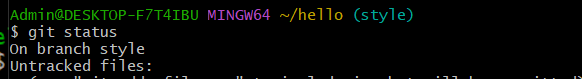 Admin@DESKTOP-F7T4IBU MINGW64 ~/hello (style)
$ git status
On branch style
Untracked files: